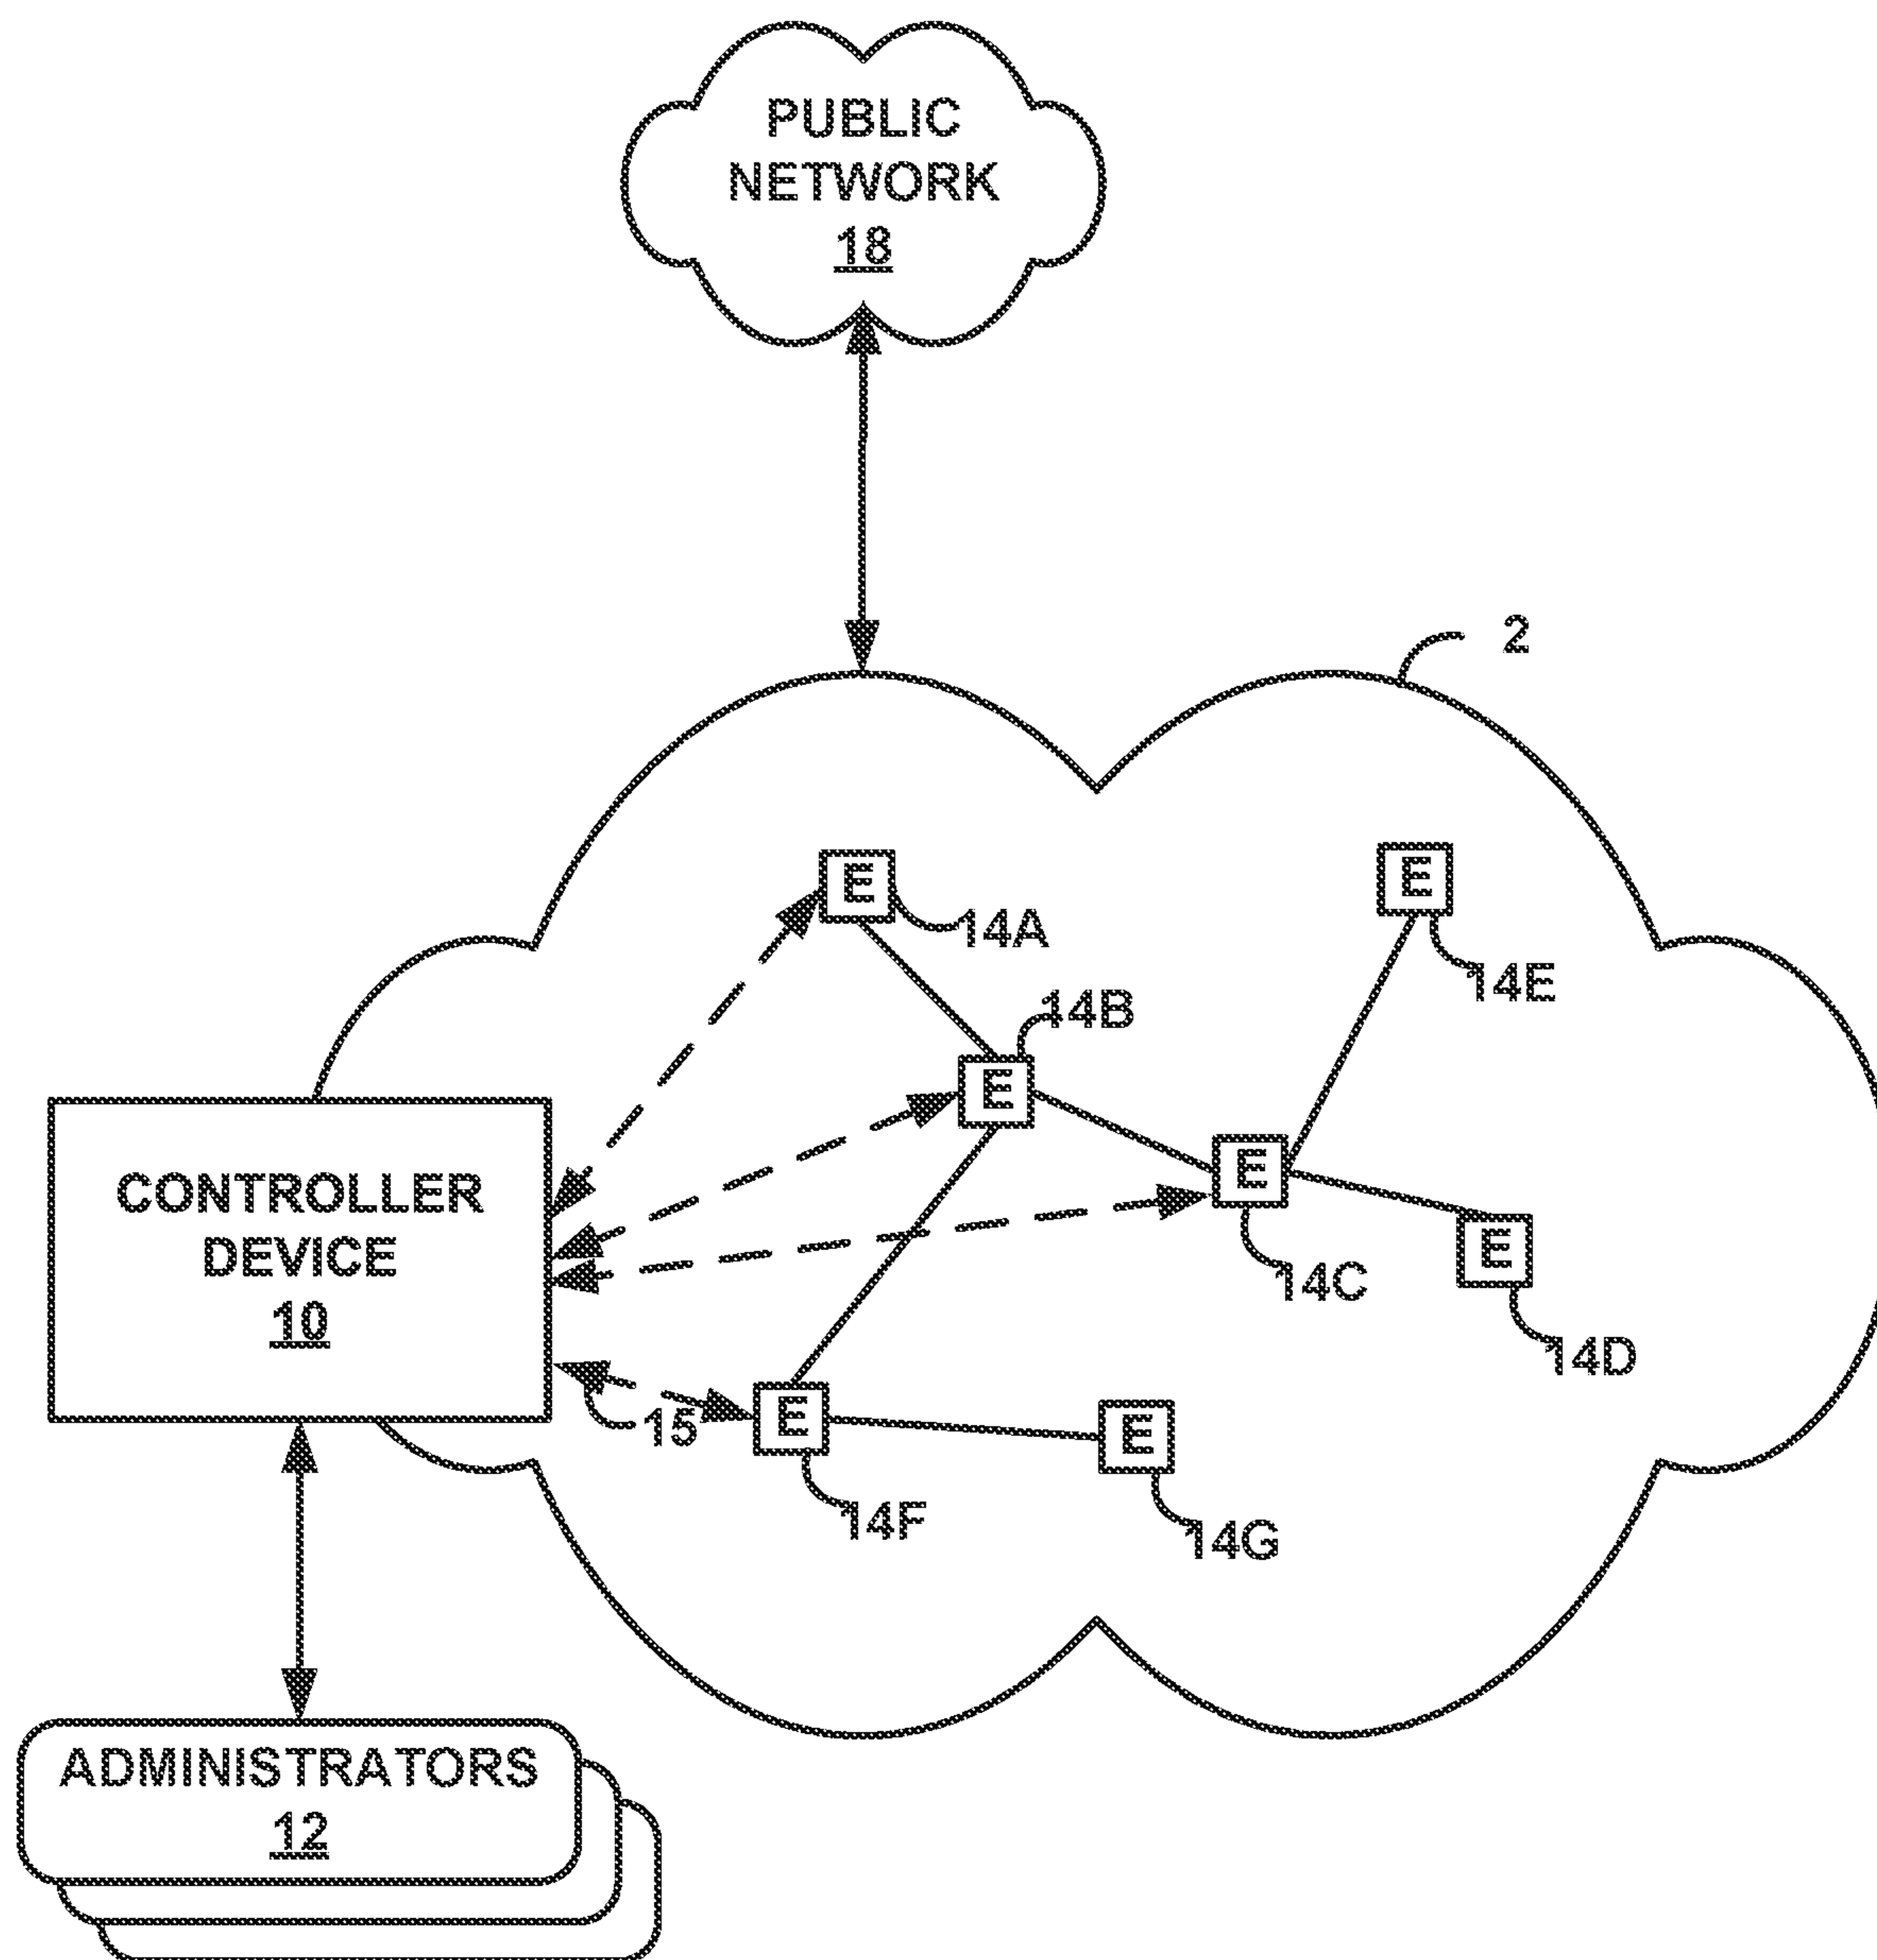 PUBLIC
NETWORK
18
2
E
14A
E
14E
14B
E
CONTROLLER
DEVICE
10
E
14C
E
14D
15
E
14F
E
14G
ADMINISTRATORS
12